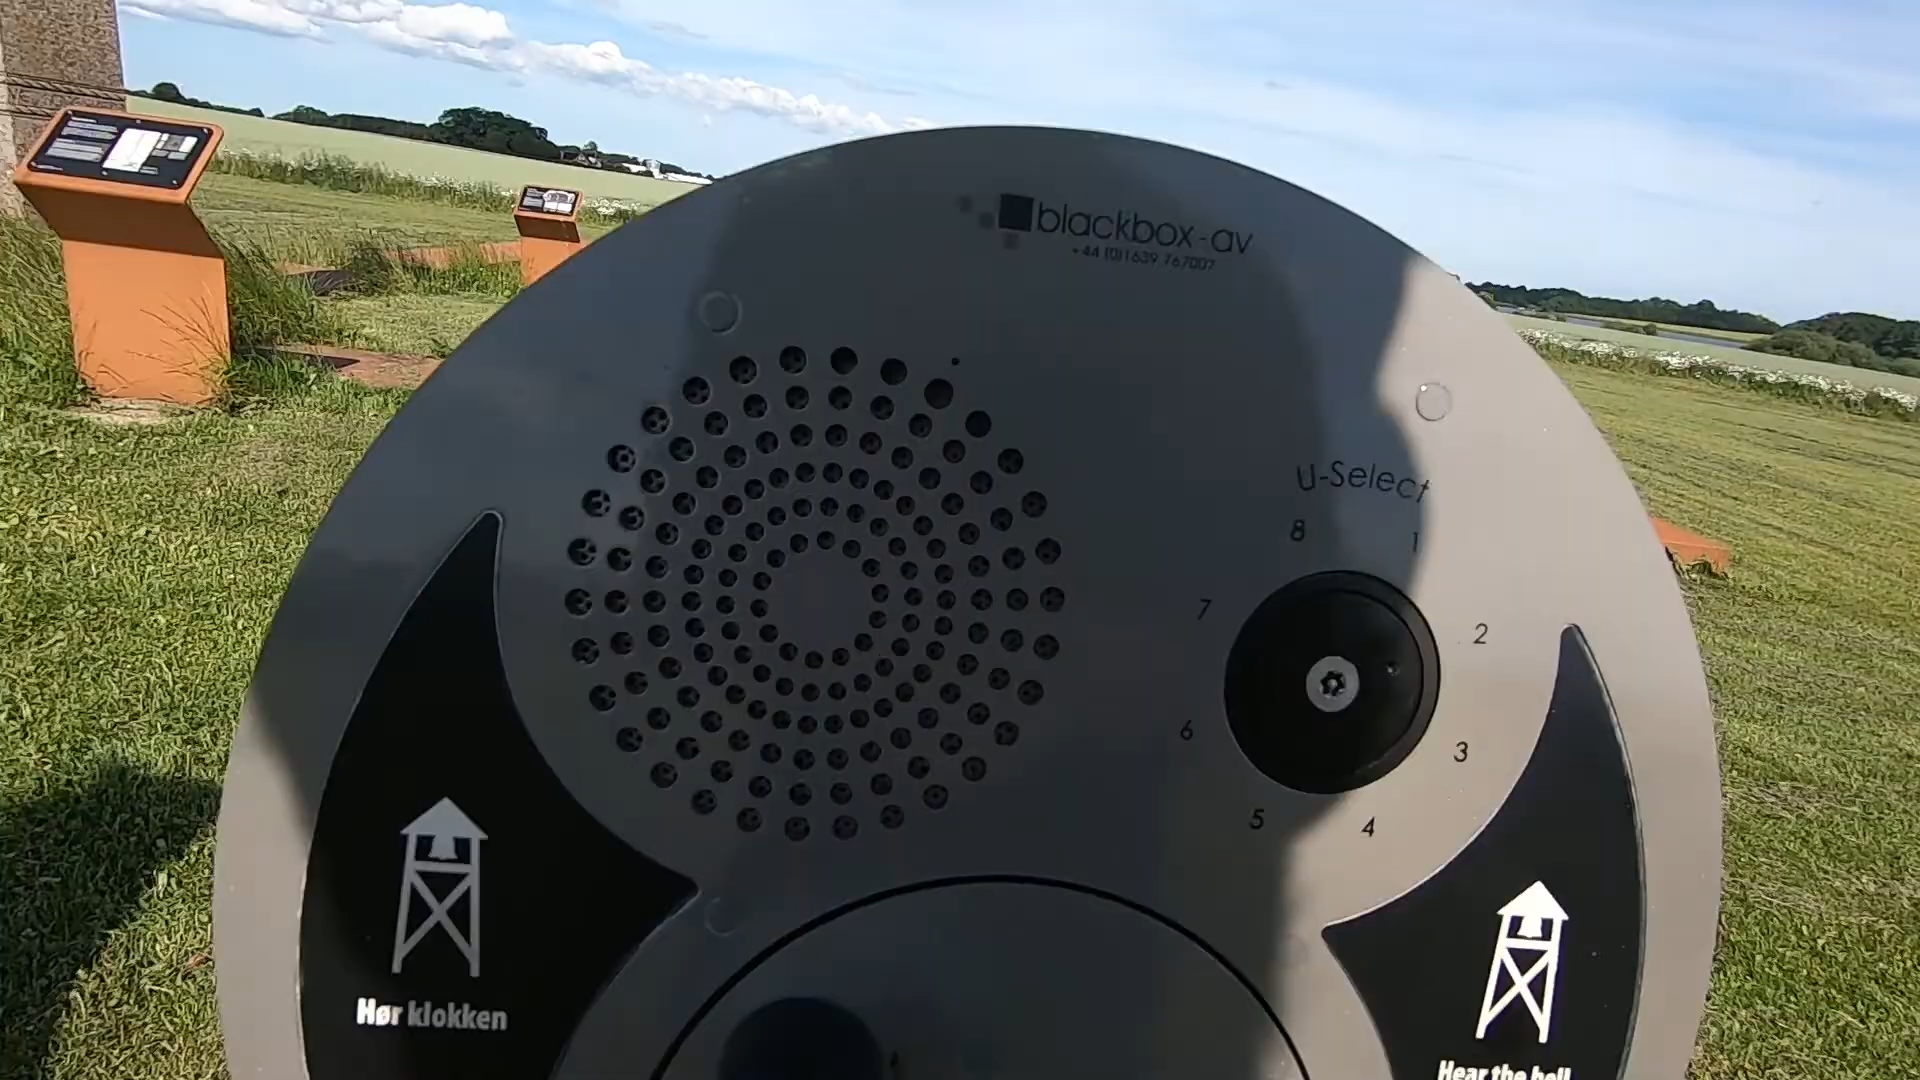 blackbox-av
+44 (0)1639 767007
U-Select
8 1
7 2
6 3
5 4
Hør klokken
Hear the bell